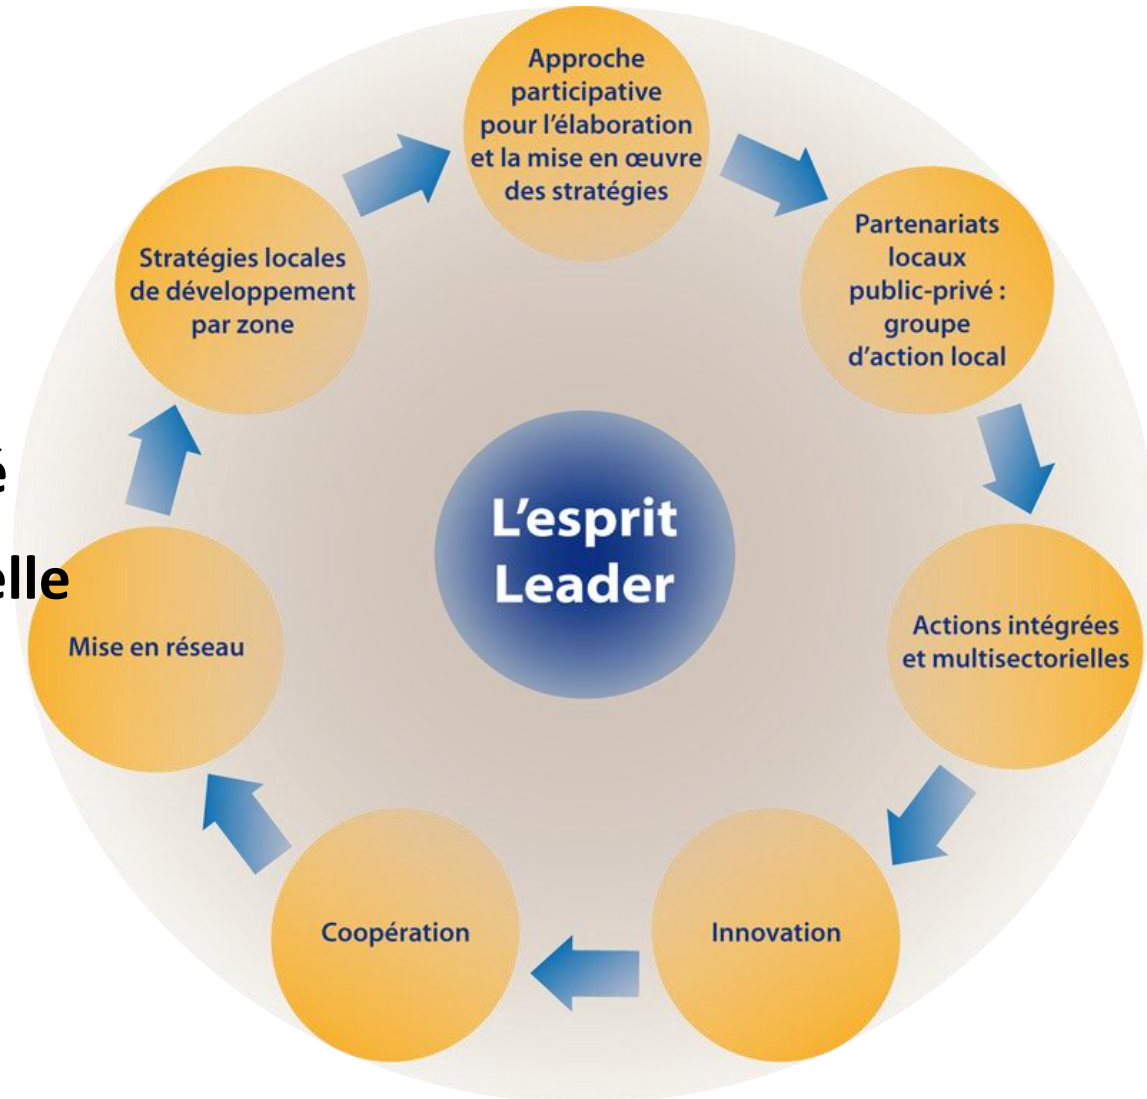 Approche
participative
pour l’élaboration
et la mise en œuvre
des stratégies
Partenariats
locaux
public-privé :
groupe
d’action local
Actions intégrées
et multisectorielles
Innovation
Coopération
Mise en réseau
Stratégies locales
de développement
par zone
L’esprit
Leader
é
elle